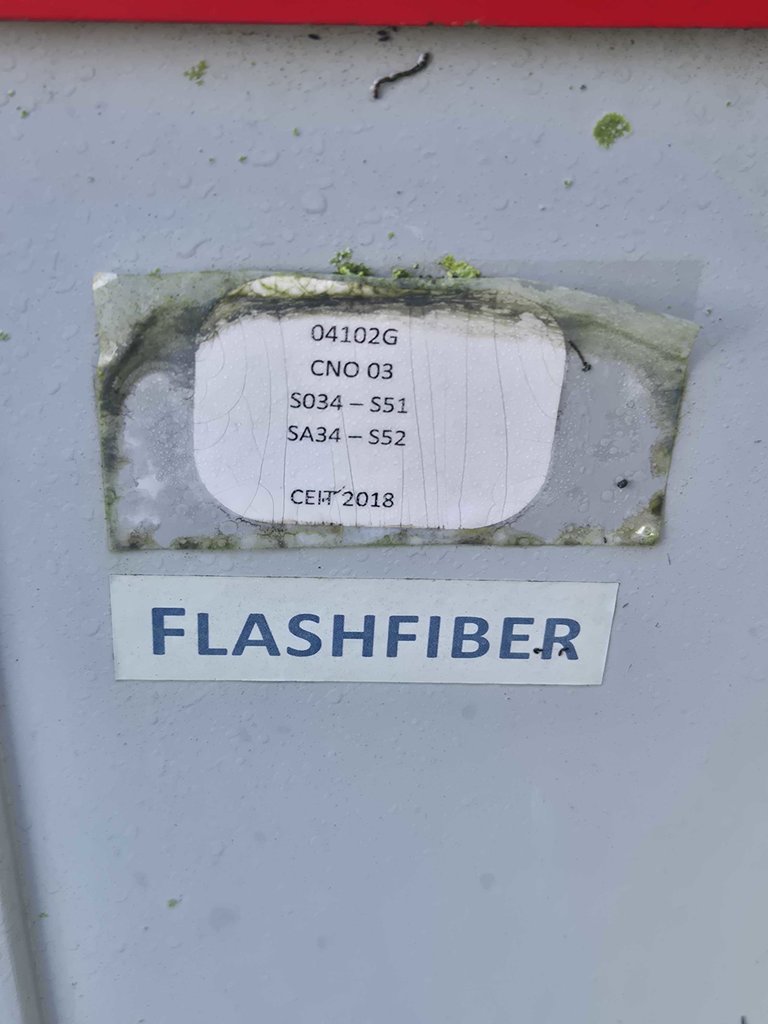 04102G
CNO 03
S034 – S51
SA34 – S52
CEIT 2018
FLASHFIBER